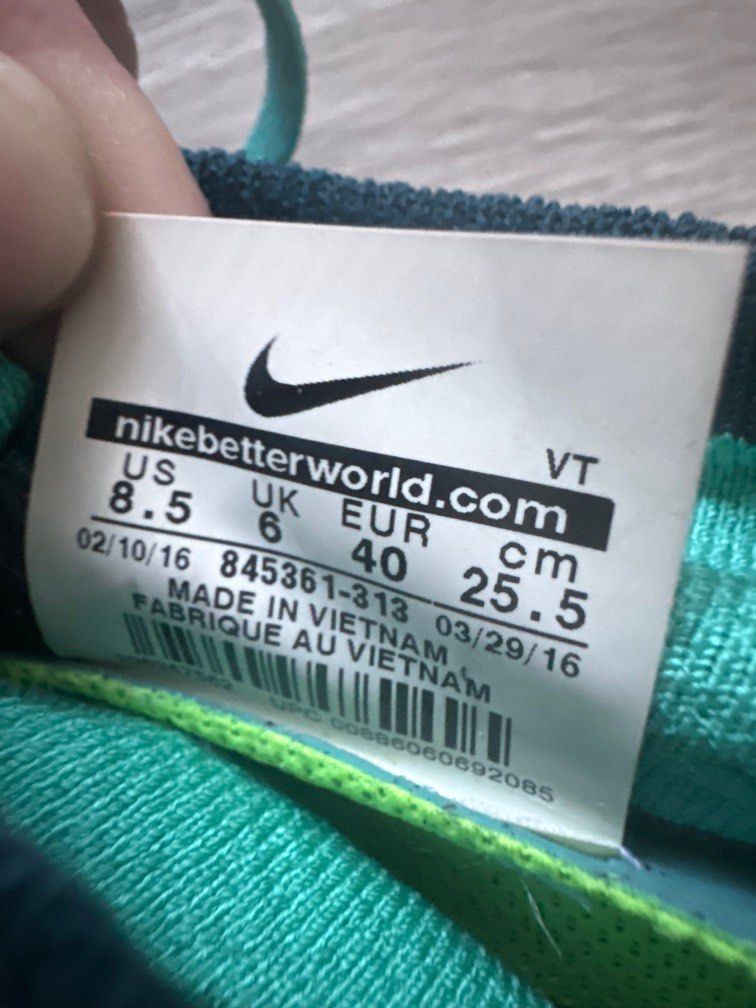 nikebetterworld.com
VT
US UK EUR cm
8.5 6 40 25.5
02/10/16 845361-313 03/29/16
MADE IN VIETNAM
FABRIQUE AU VIETNAM
UPC 00686060692085